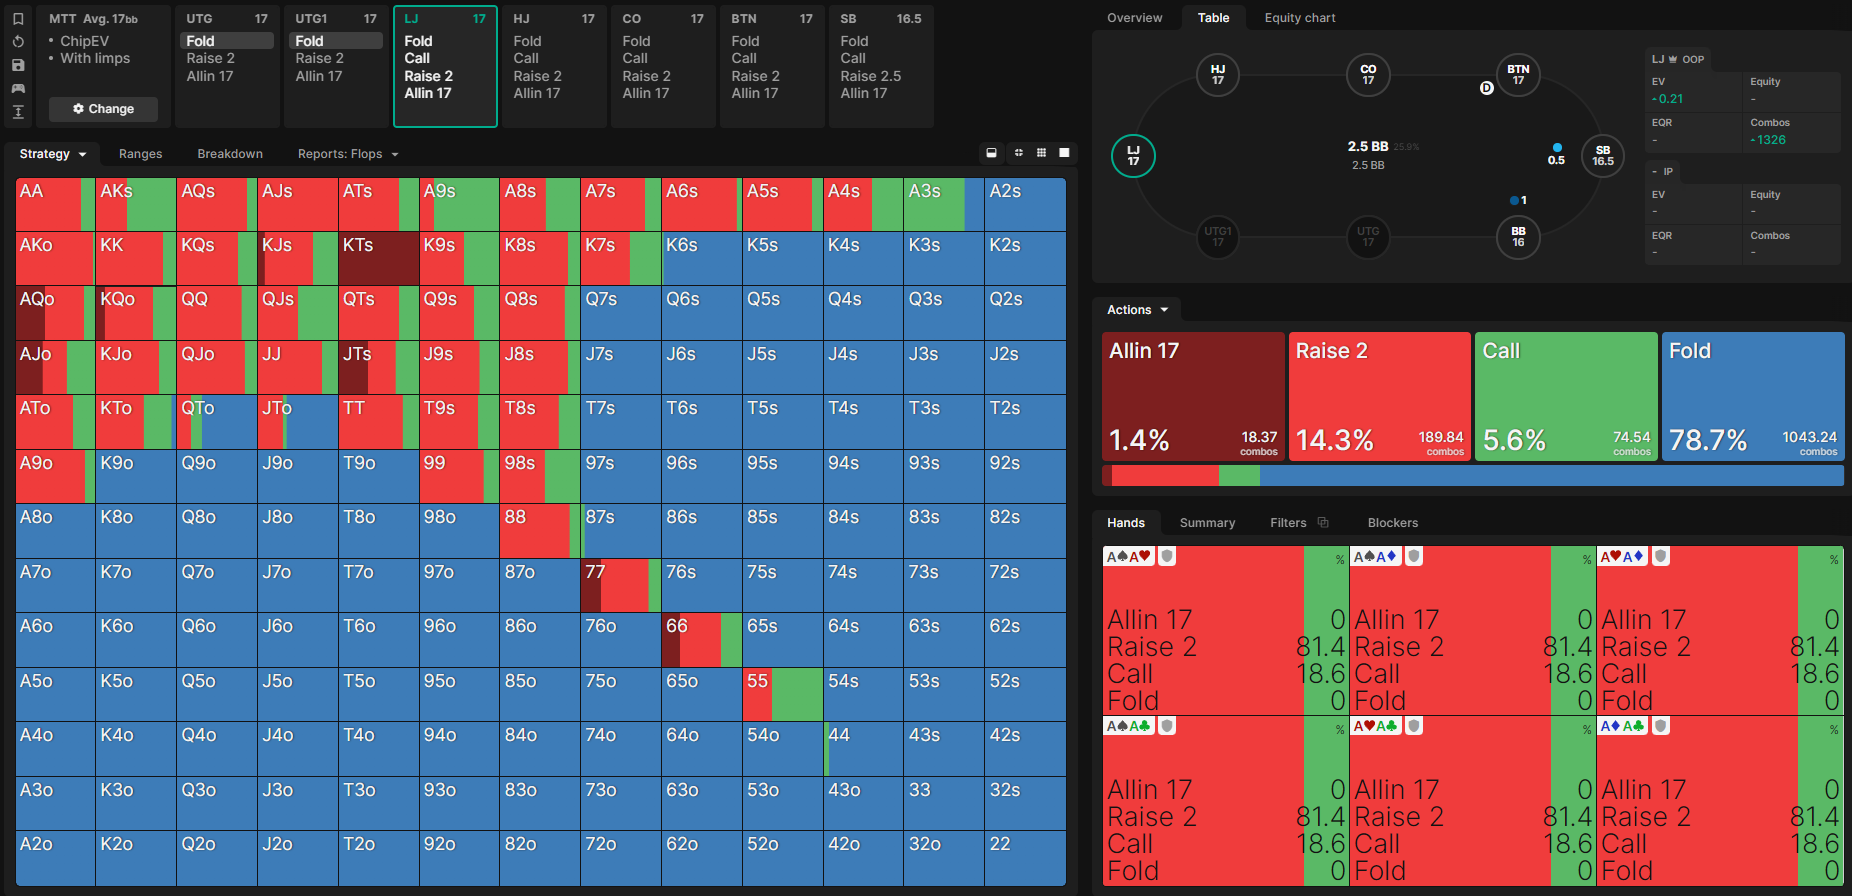 MTT Avg. 17bb
• ChipEV
• With limps
Change
UTG 17
Fold
Raise 2
Allin 17
UTG1 17
Fold
Raise 2
Allin 17
LJ 17
Fold
Call
Raise 2
Allin 17
HJ 17
Fold
Call
Raise 2
Allin 17
CO 17
Fold
Call
Raise 2
Allin 17
BTN 17
Fold
Call
Raise 2
Allin 17
SB 16.5
Fold
Call
Raise 2.5
Allin 17
Strategy Ranges Breakdown Reports: Flops
AA AKs AQs AJs ATs A9s A8s A7s A6s A5s A4s A3s A2s
AKo KK KQs KJs KTs K9s K8s K7s K6s K5s K4s K3s K2s
AQo KQo QQ QJs QTs Q9s Q8s Q7s Q6s Q5s Q4s Q3s Q2s
AJo KJo QJo JJ JTs J9s J8s J7s J6s J5s J4s J3s J2s
ATo KTo QTo JTo TT T9s T8s T7s T6s T5s T4s T3s T2s
A9o K9o Q9o J9o T9o 99 98s 97s 96s 95s 94s 93s 92s
A8o K8o Q8o J8o T8o 98o 88 87s 86s 85s 84s 83s 82s
A7o K7o Q7o J7o T7o 97o 87o 77 76s 75s 74s 73s 72s
A6o K6o Q6o J6o T6o 96o 86o 76o 66 65s 64s 63s 62s
A5o K5o Q5o J5o T5o 95o 85o 75o 65o 55 54s 53s 52s
A4o K4o Q4o J4o T4o 94o 84o 74o 64o 54o 44 43s 42s
A3o K3o Q3o J3o T3o 93o 83o 73o 63o 53o 43o 33 32s
A2o K2o Q2o J2o T2o 92o 82o 72o 62o 52o 42o 32o 22
Overview Table Equity chart
HJ
17
CO
17
BTN
17
D
LJ
17
2.5 BB 25.9%
2.5 BB
0.5
SB
16.5
1
UTG1
17
UTG
17
BB
16
LJ OOP
EV Equity
0.21 -
EQR Combos
- 1326
- IP
EV Equity
- -
EQR Combos
- -
Actions
Allin 17
1.4%
18.37
combos
Raise 2
14.3%
189.84
combos
Call
5.6%
74.54
combos
Fold
78.7%
1043.24
combos
Hands Summary Filters Blockers
A♠A♥ % A♠A♦ % A♥A♦ %
Allin 17 0 Allin 17 0 Allin 17 0
Raise 2 81.4 Raise 2 81.4 Raise 2 81.4
Call 18.6 Call 18.6 Call 18.6
Fold 0 Fold 0 Fold 0
A♠A♣ % A♥A♣ % A♦A♣ %
Allin 17 0 Allin 17 0 Allin 17 0
Raise 2 81.4 Raise 2 81.4 Raise 2 81.4
Call 18.6 Call 18.6 Call 18.6
Fold 0 Fold 0 Fold 0